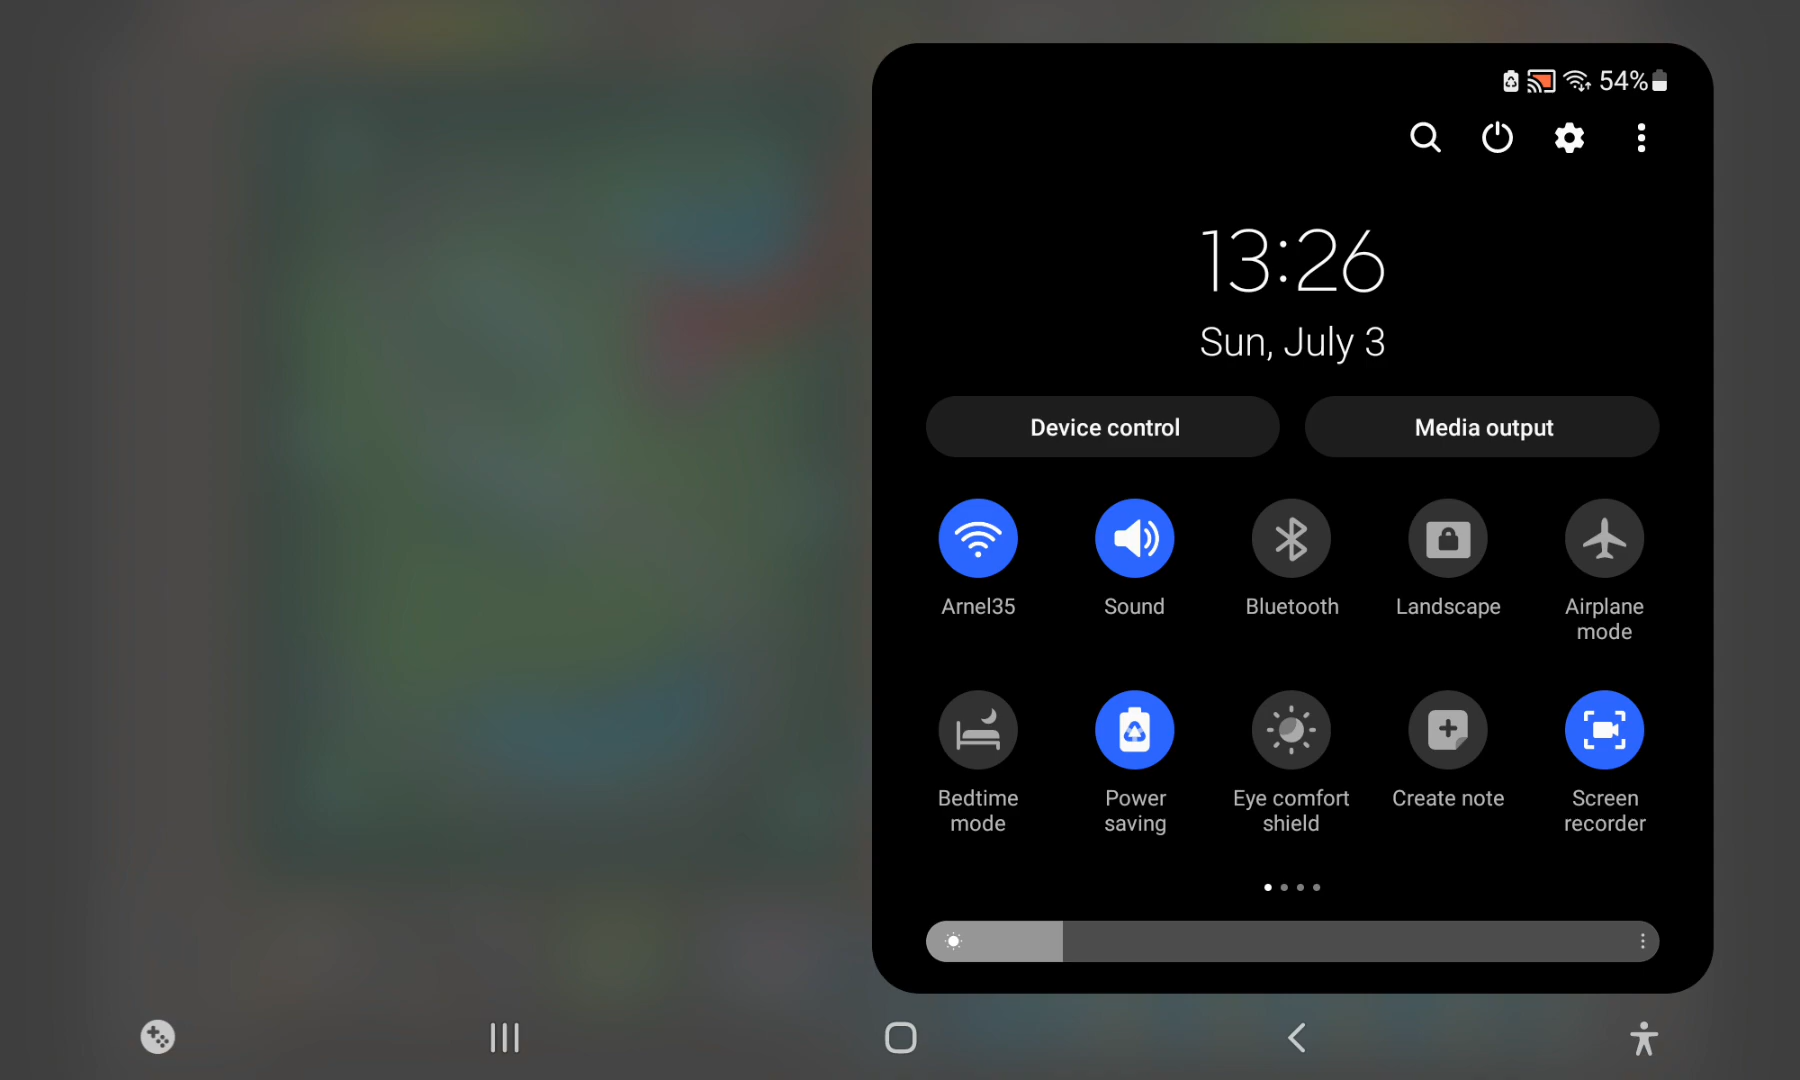 54%
13:26
Sun, July 3
Device control
Media output
Arnel35
Sound
Bluetooth
Landscape
Airplane
mode
Bedtime
mode
Power
saving
Eye comfort
shield
Create note
Screen
recorder